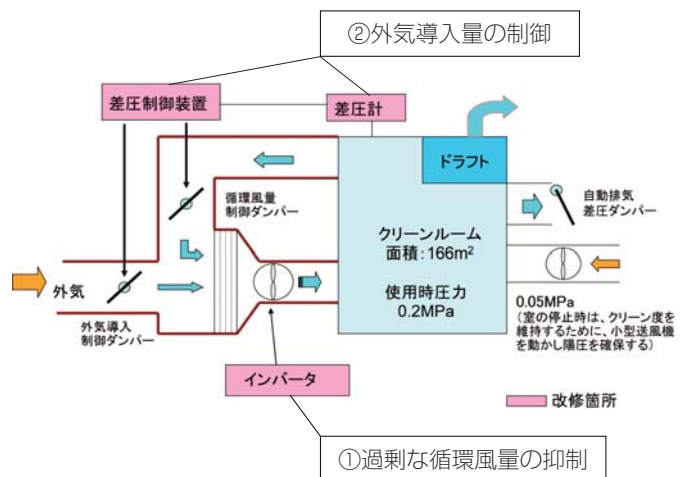 ②外気導入量の制御
差圧制御装置
差圧計
ドラフト
循環風量
制御ダンパー
自動排気
差圧ダンパー
クリーンルーム
面積:166m²
使用時圧力
0.2MPa
外気
外気導入
制御ダンパー
0.05MPa
(室の停止時は、クリーン度を
維持するために、小型送風機
を動かし陽圧を確保する)
インバータ
改修箇所
①過剰な循環風量の抑制